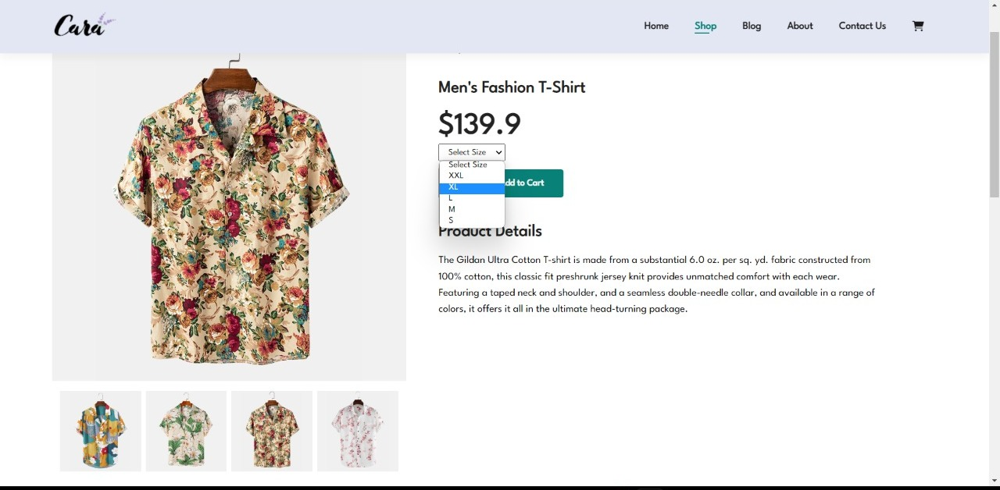 Cara
Home Shop Blog About Contact Us
Men's Fashion T-Shirt
$139.9
Select Size
Select Size
XXL
XL
L
M
S
dd to Cart
Product Details
The Gildan Ultra Cotton T-shirt is made from a substantial 6.0 oz. per sq. yd. fabric constructed from
100% cotton, this classic fit preshrunk jersey knit provides unmatched comfort with each wear.
Featuring a taped neck and shoulder, and a seamless double-needle collar, and available in a range of
colors, it offers it all in the ultimate head-turning package.